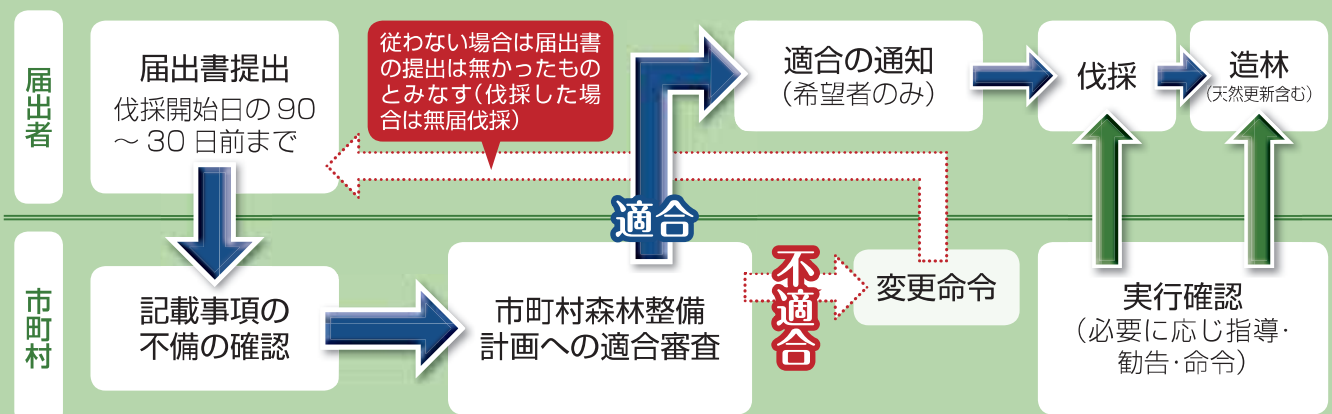 届出者
届出書提出
伐採開始日の90
～30日前まで
従わない場合は届出書
の提出は無かったもの
とみなす（伐採した場
合は無届伐採）
適合の通知
（希望者のみ）
伐採
造林
（天然更新含む）
適合
市町村
記載事項の
不備の確認
市町村森林整備
計画への適合審査
不適合
変更命令
実行確認
（必要に応じ指導・
勧告・命令）